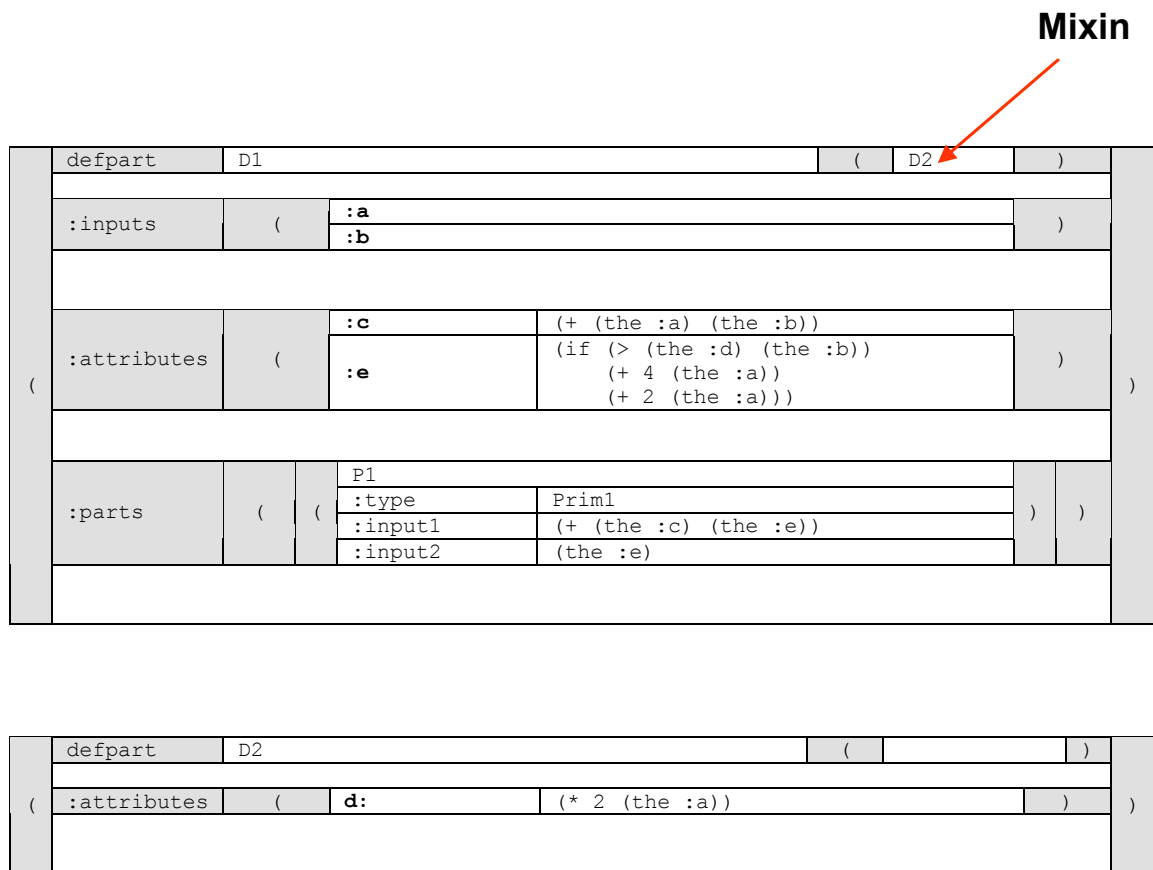 Mixin
defpart D1 ( D2 )
:inputs ( :a )
:b
( :attributes ( :c (+ (the :a) (the :b)) ) )
:e (if (> (the :d) (the :b))
(+ 4 (the :a))
(+ 2 (the :a)))
:parts ( ( P1 ) )
:type Prim1
:input1 (+ (the :c) (the :e))
:input2 (the :e)
defpart D2 ( )
( :attributes ( d: (* 2 (the :a)) ) )